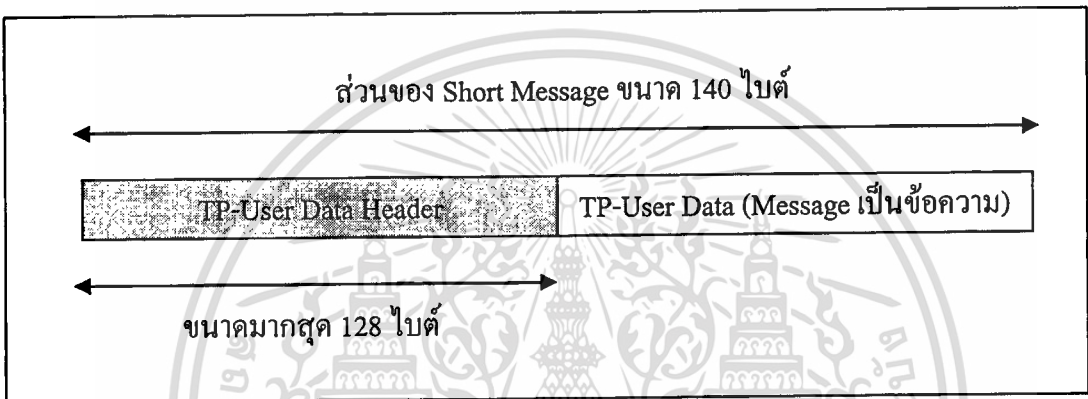 ส่วนของ Short Message ขนาด 140 ไบต์
TP-User Data Header
TP-User Data (Message เป็นข้อความ)
ขนาดมากสุด 128 ไบต์